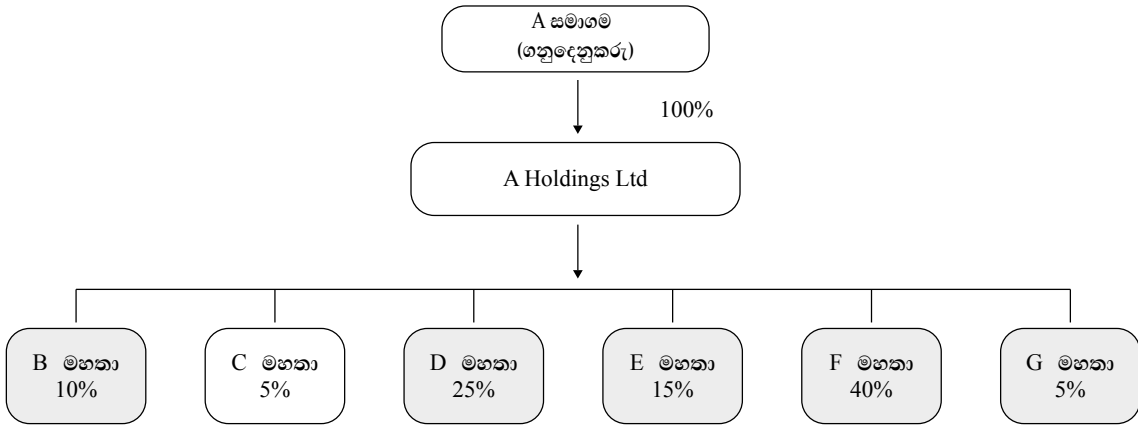 A සමාගම
(ගනුදෙනුකරු)
100%
A Holdings Ltd
B මහතා
10%
C මහතා
5%
D මහතා
25%
E මහතා
15%
F මහතා
40%
G මහතා
5%